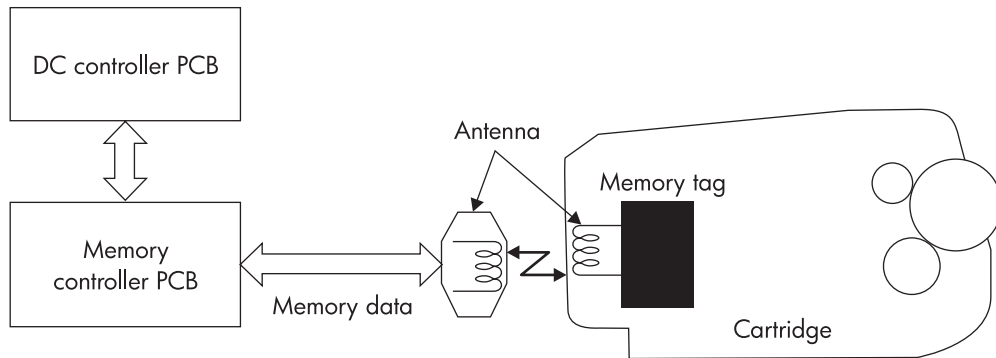 DC controller PCB
Antenna
Memory tag
Memory
controller PCB
Memory data
Cartridge